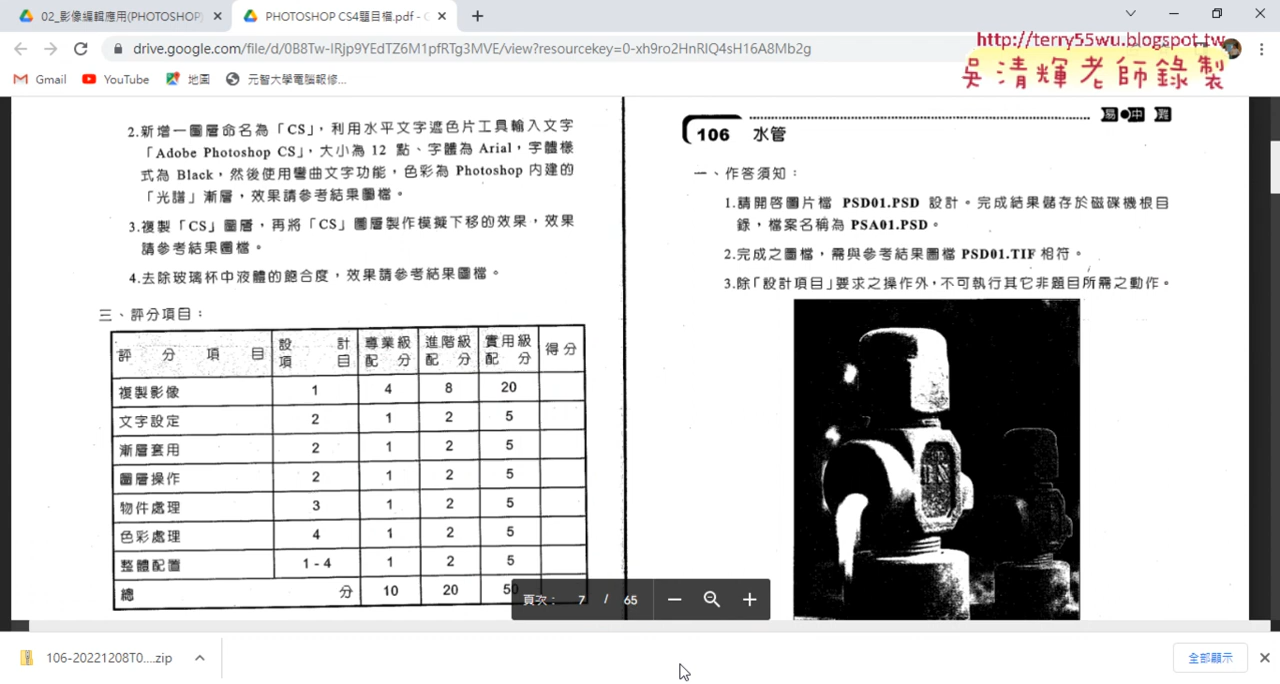 02_影像編輯應用(PHOTOSHOP)
PHOTOSHOP CS4題目檔.pdf - G
drive.google.com/file/d/0B8Tw-lRjp9YEdTZ6M1pfRTg3MVE/view?resourcekey=0-xh9ro2HnRlQ4sH16A8Mb2g
http://terry55wu.blogspot.tw
吳清輝老師錄製
Gmail
YouTube
地圖
元智大學電腦報修...
2.新增一圖層命名為「CS」，利用水平文字遮色片工具輸入文字
「Adobe Photoshop CS」，大小為 12 點、字體為 Arial，字體樣
式為 Black，然後使用彎曲文字功能，色彩為 Photoshop 內建的
「光譜」漸層，效果請參考結果圖檔。
3.複製「CS」圖層，再將「CS」圖層製作模擬下移的效果，效果
請參考結果圖檔。
4.去除玻璃杯中液體的飽合度，效果請參考結果圖檔。
三、評分項目：
評分項目 設計項目 專業級配分 進階級配分 實用級配分 得分
複製影像 1 4 8 20
文字設定 2 1 2 5
漸層套用 2 1 2 5
圖層操作 2 1 2 5
物件處理 3 1 2 5
色彩處理 4 1 2 5
整體配置 1 - 4 1 2 5
總分 10 20 50
易 中 難
106 水管
一、作答須知：
1.請開啟圖片檔 PSD01.PSD 設計。完成結果儲存於磁碟機根目
錄，檔案名稱為 PSA01.PSD。
2.完成之圖檔，需與參考結果圖檔 PSD01.TIF 相符。
3.除「設計項目」要求之操作外，不可執行其它非題目所需之動作。
頁次： 7 / 65
106-20221208T0....zip
全部顯示